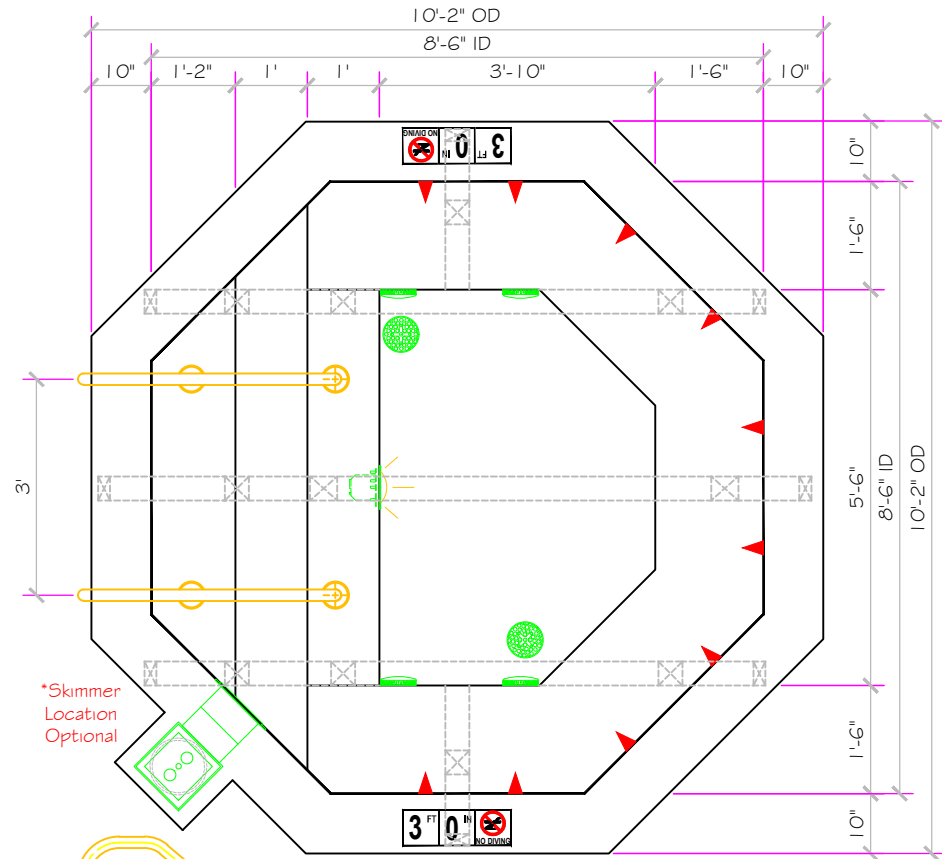 10'-2" OD
8'-6" ID
10" 1'-2" 1' 1' 3'-10" 1'-6" 10"
NO DIVING 0 IN 3 FT
10"
1'-6"
3'
5'-6"
8'-6" ID
10'-2" OD
*Skimmer
Location
Optional
1'-6"
3 FT 0 IN NO DIVING
10"